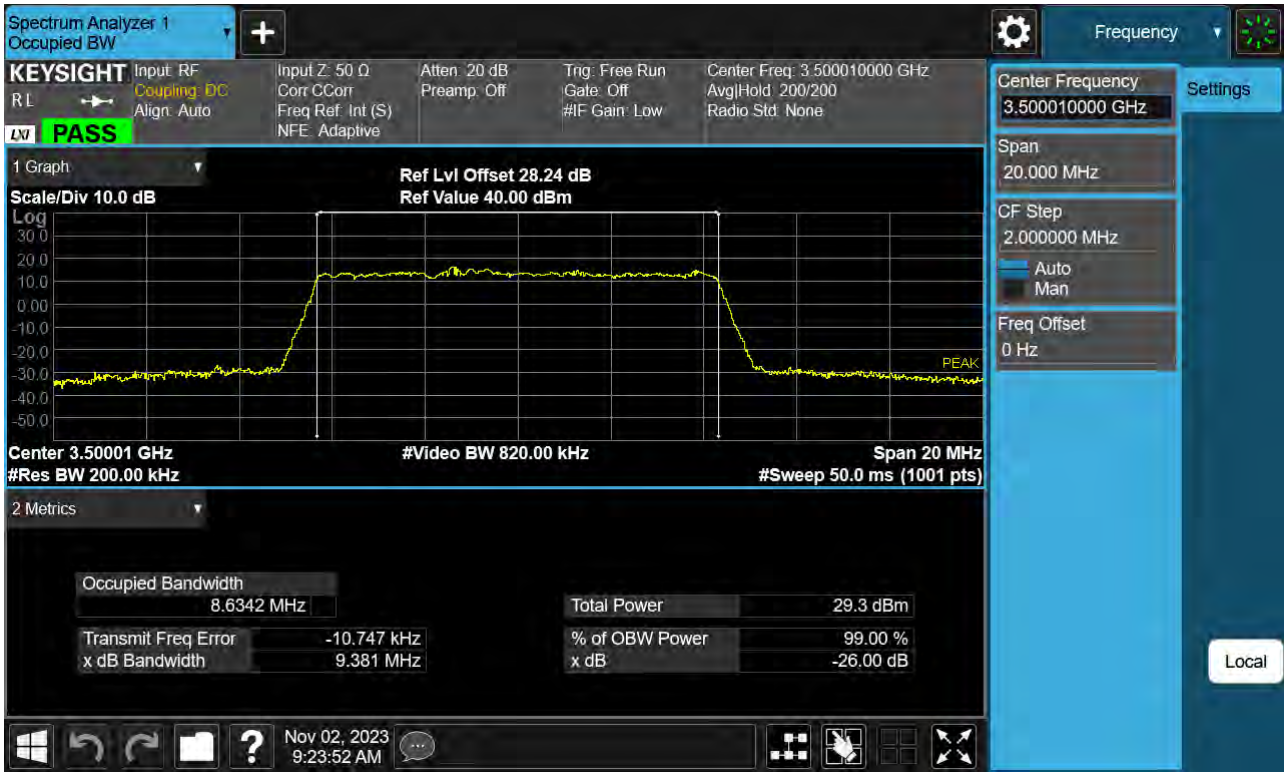 Spectrum Analyzer 1
Occupied BW
+
Frequency
KEYSIGHT
RL
LXI PASS
Input: RF
Coupling: DC
Align: Auto
Input Z: 50 Ω
Corr CCorr
Freq Ref: Int (S)
NFE: Adaptive
Atten: 20 dB
Preamp: Off
Trig: Free Run
Gate: Off
#IF Gain: Low
Center Freq: 3.500010000 GHz
Avg|Hold: 200/200
Radio Std: None
1 Graph
Scale/Div 10.0 dB
Ref Lvl Offset 28.24 dB
Ref Value 40.00 dBm
Log
30.0
20.0
10.0
0.00
-10.0
-20.0
-30.0
-40.0
-50.0
PEAK
Center 3.50001 GHz
#Video BW 820.00 kHz
Span 20 MHz
#Res BW 200.00 kHz
#Sweep 50.0 ms (1001 pts)
2 Metrics
Occupied Bandwidth
8.6342 MHz
Transmit Freq Error -10.747 kHz
x dB Bandwidth 9.381 MHz
Total Power 29.3 dBm
% of OBW Power 99.00 %
x dB -26.00 dB
Center Frequency
3.500010000 GHz
Span
20.000 MHz
CF Step
2.000000 MHz
Auto
Man
Freq Offset
0 Hz
Settings
Local
?
Nov 02, 2023
9:23:52 AM